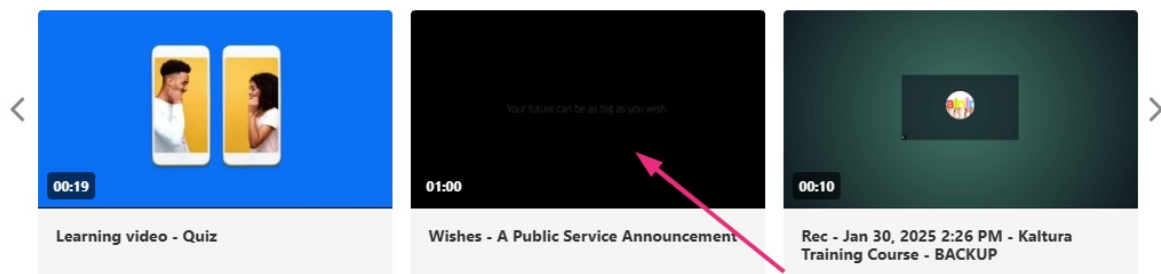 Your future can be as big as you wish.
00:19
01:00
00:10
Learning video - Quiz
Wishes - A Public Service Announcement
Rec - Jan 30, 2025 2:26 PM - Kaltura
Training Course - BACKUP